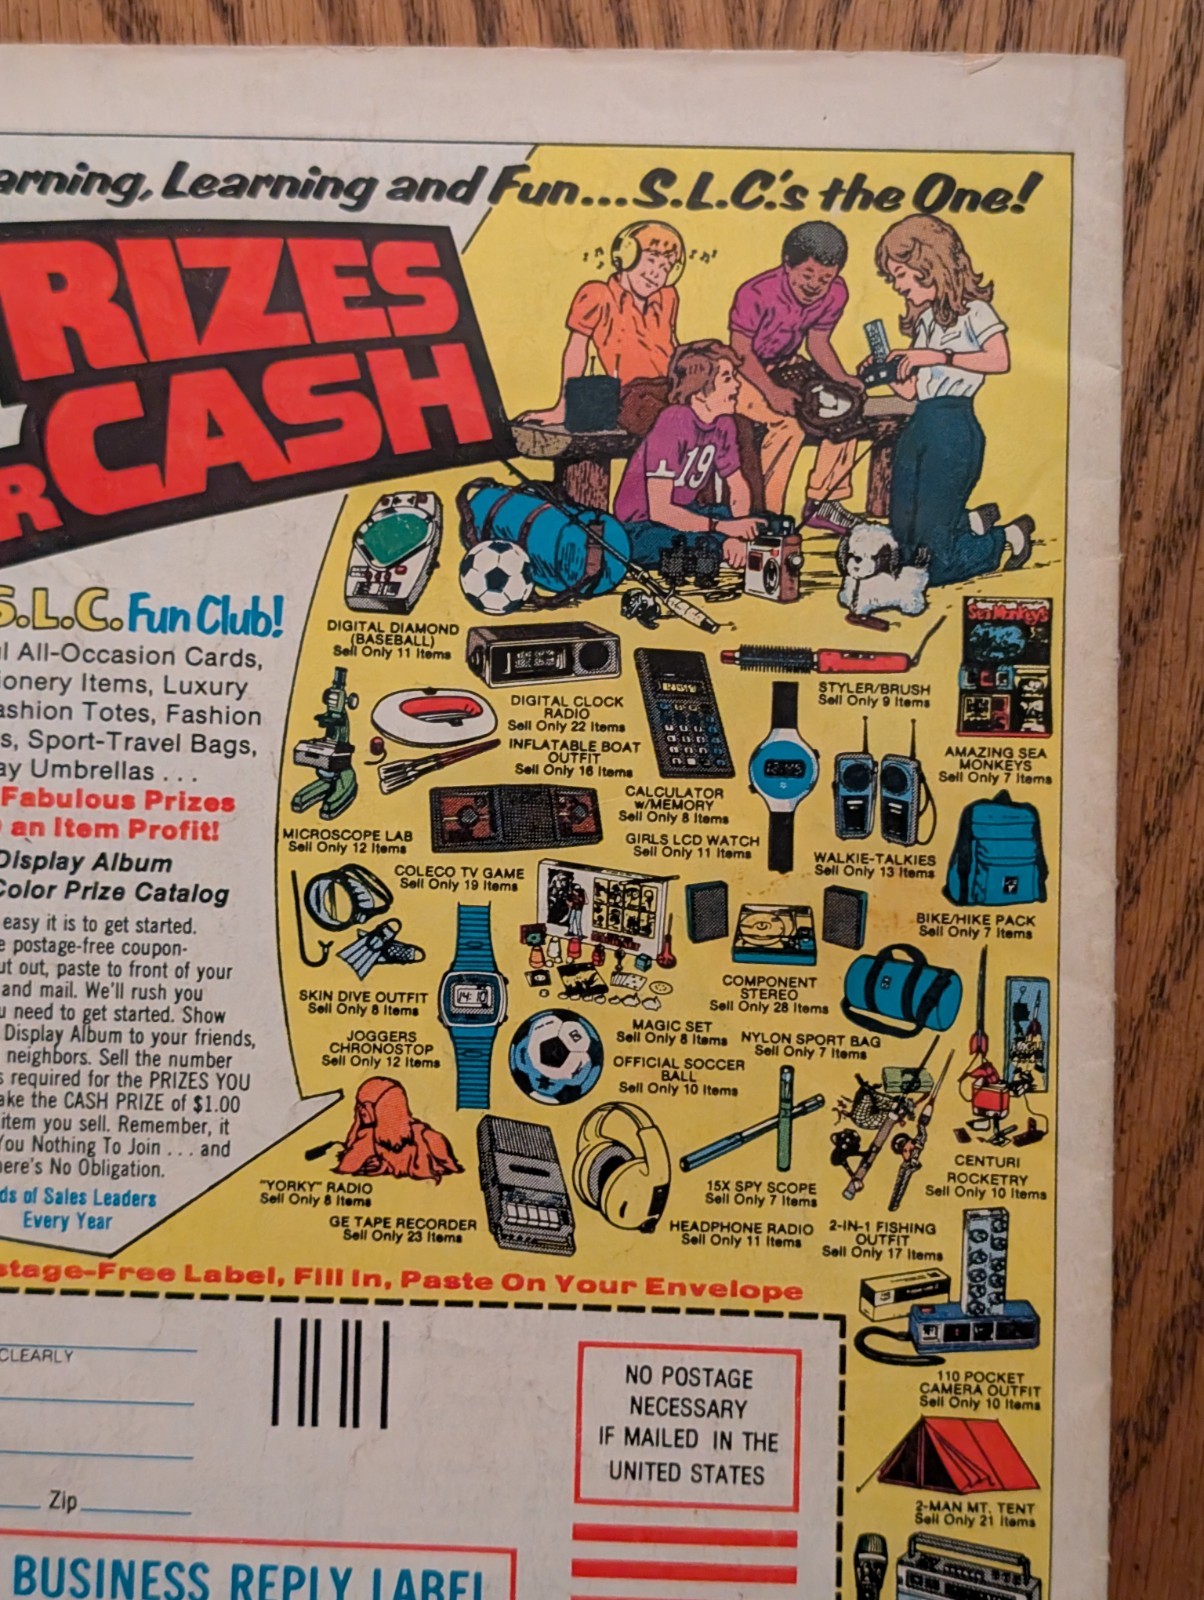 arning, Learning and Fun...S.L.C.'s the One!
RIZES
CASH
R
S.L.C. Fun Club!
l All-Occasion Cards,
ionery Items, Luxury
ashion Totes, Fashion
s, Sport-Travel Bags,
ay Umbrellas . . .
Fabulous Prizes
an Item Profit!
Display Album
Color Prize Catalog
easy it is to get started.
e postage-free coupon-
ut out, paste to front of your
and mail. We'll rush you
u need to get started. Show
Display Album to your friends,
neighbors. Sell the number
s required for the PRIZES YOU
ake the CASH PRIZE of $1.00
item you sell. Remember, it
You Nothing To Join . . . and
here's No Obligation.
ds of Sales Leaders
Every Year
19
DIGITAL DIAMOND
(BASEBALL)
Sell Only 11 Items
DIGITAL CLOCK
RADIO
Sell Only 22 Items
STYLER/BRUSH
Sell Only 9 Items
Sea Monkeys
AMAZING SEA
MONKEYS
Sell Only 7 Items
INFLATABLE BOAT
OUTFIT
Sell Only 16 Items
CALCULATOR
w/MEMORY
Sell Only 8 Items
MICROSCOPE LAB
Sell Only 12 Items
GIRLS LCD WATCH
Sell Only 11 Items
WALKIE-TALKIES
Sell Only 13 Items
COLECO TV GAME
Sell Only 19 Items
BIKE/HIKE PACK
Sell Only 7 Items
SKIN DIVE OUTFIT
Sell Only 8 Items
14:10
COMPONENT
STEREO
Sell Only 28 Items
JOGGERS
CHRONOSTOP
Sell Only 12 Items
MAGIC SET
Sell Only 8 Items
NYLON SPORT BAG
Sell Only 7 Items
OFFICIAL SOCCER
BALL
Sell Only 10 Items
"YORKY" RADIO
Sell Only 8 Items
GE TAPE RECORDER
Sell Only 23 Items
15X SPY SCOPE
Sell Only 7 Items
CENTURI
ROCKETRY
Sell Only 10 Items
HEADPHONE RADIO
Sell Only 11 Items
2-IN-1 FISHING
OUTFIT
Sell Only 17 Items
stage-Free Label, Fill In, Paste On Your Envelope
CLEARLY
Zip
NO POSTAGE
NECESSARY
IF MAILED IN THE
UNITED STATES
110 POCKET
CAMERA OUTFIT
Sell Only 10 Items
2-MAN MT. TENT
Sell Only 21 Items
BUSINESS REPLY LABEL